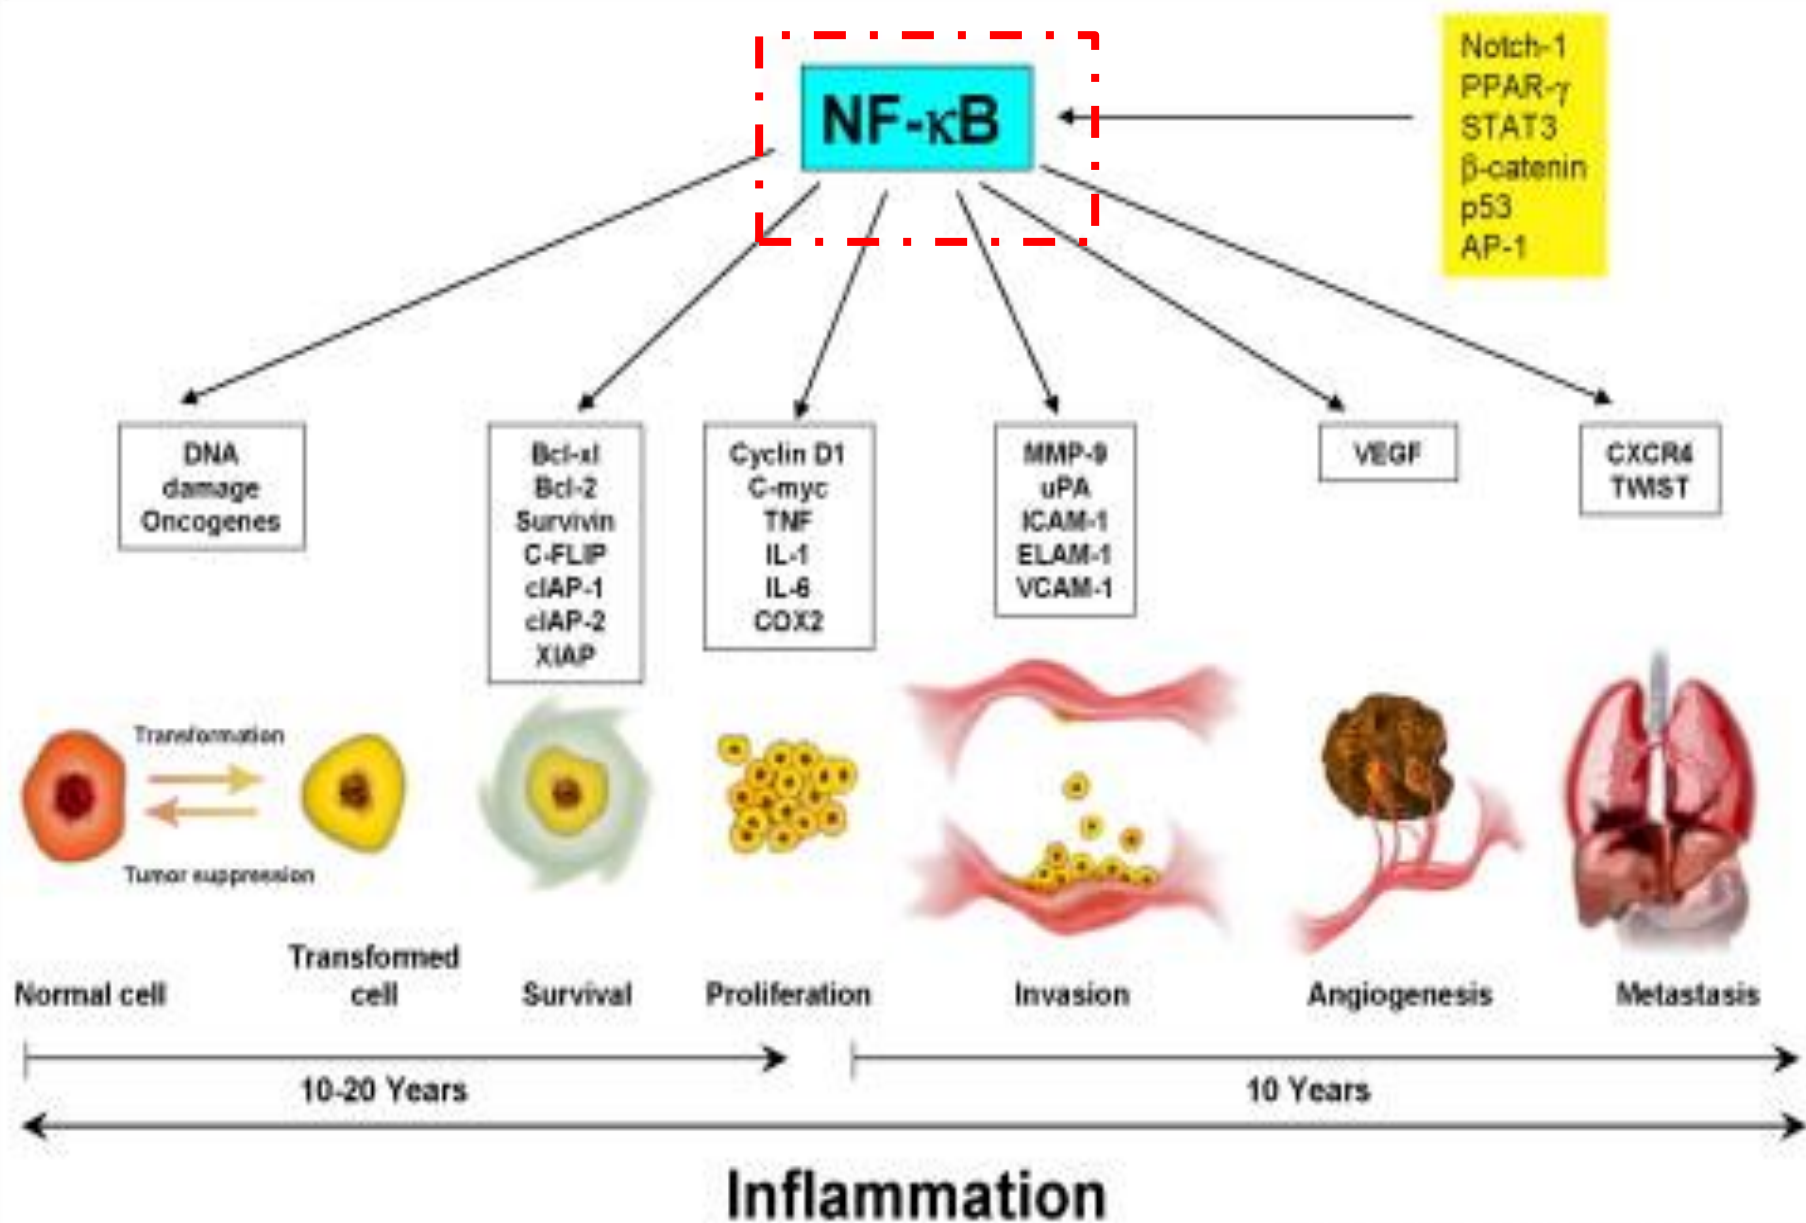 NF-κB
Notch-1
PPAR-γ
STAT3
β-catenin
p53
AP-1
DNA
damage
Oncogenes
Bcl-xl
Bcl-2
Survivin
C-FLIP
cIAP-1
cIAP-2
XIAP
Cyclin D1
C-myc
TNF
IL-1
IL-6
COX2
MMP-9
uPA
ICAM-1
ELAM-1
VCAM-1
VEGF
CXCR4
TWIST
Transformation
Tumor suppression
Normal cell
Transformed
cell
Survival
Proliferation
Invasion
Angiogenesis
Metastasis
10-20 Years
10 Years
Inflammation